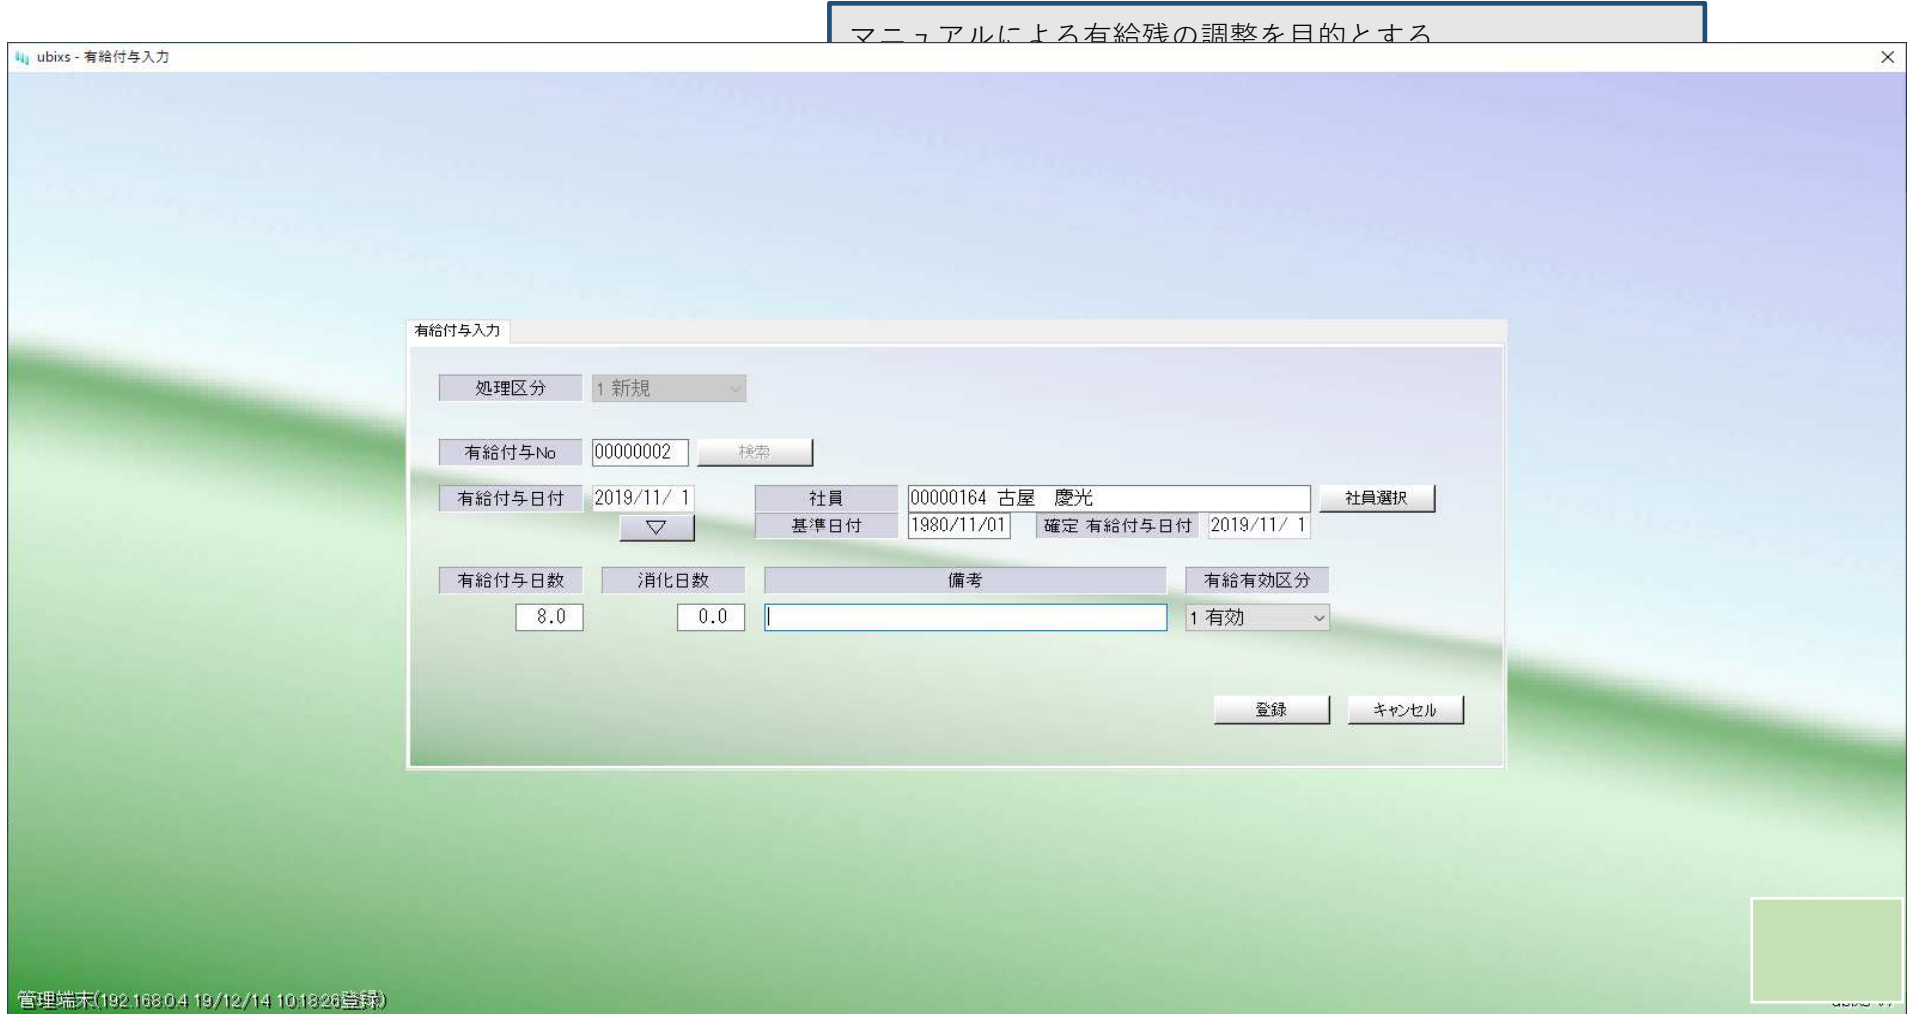 マニュアルによる有給残の調整を目的とする
ubixs - 有給付与入力
有給付与入力
処理区分 1 新規
有給付与No 00000002 検索
有給付与日付 2019/11/ 1 社員 00000164 古屋 慶光 社員選択
基準日付 1980/11/01 確定 有給付与日付 2019/11/ 1
有給付与日数 消化日数 備考 有給有効区分
8.0 0.0 1 有効
登録 キャンセル
管理端末(192.168.0.4 19/12/14 10:18:26登録)